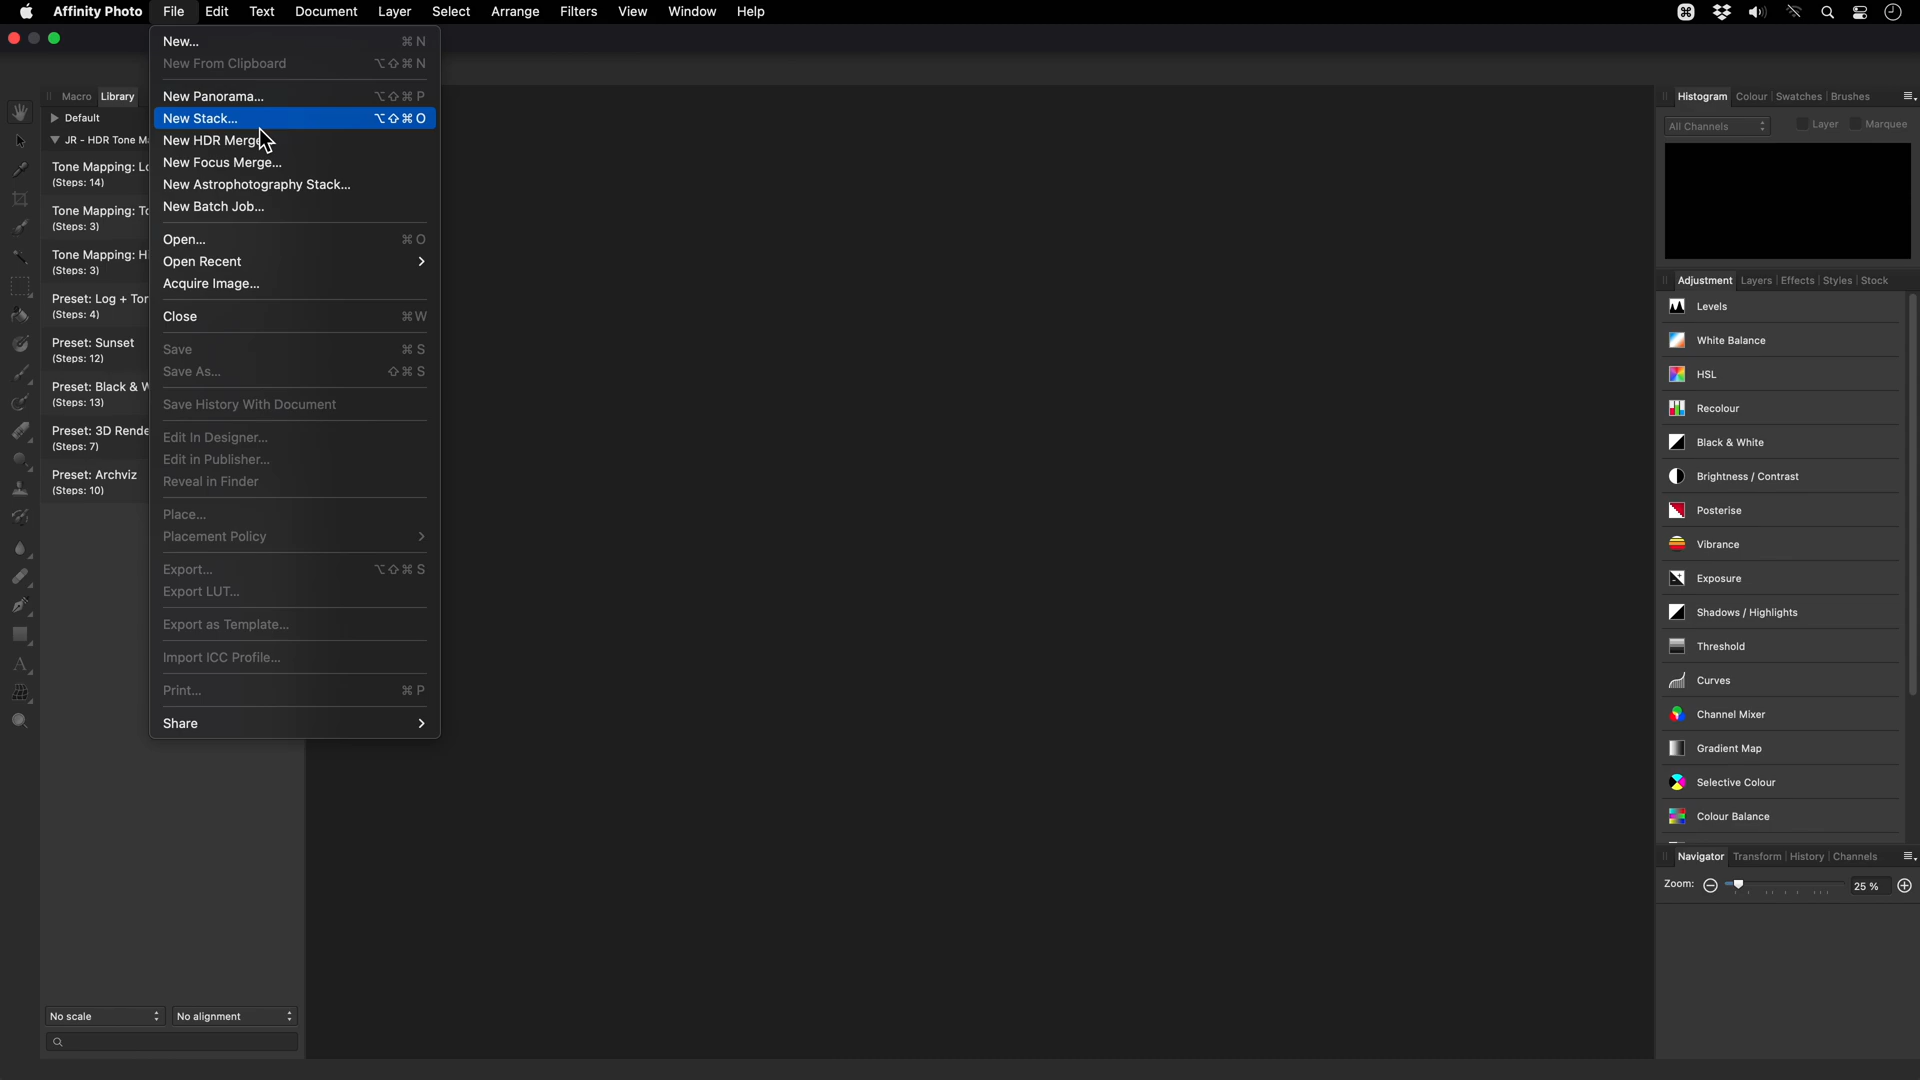 Affinity Photo File Edit Text Document Layer Select Arrange Filters View Window Help
New... ⌘ N
New From Clipboard ⌥⇧⌘ N
New Panorama... ⌥⇧⌘ P
New Stack... ⌥⇧⌘ O
New HDR Merge
New Focus Merge...
New Astrophotography Stack...
New Batch Job...
Open... ⌘ O
Open Recent
Acquire Image...
Close ⌘W
Save ⌘ S
Save As... ⇧⌘ S
Save History With Document
Edit In Designer...
Edit in Publisher...
Reveal in Finder
Place...
Placement Policy
Export... ⌥⇧⌘ S
Export LUT...
Export as Template...
Import ICC Profile...
Print... ⌘ P
Share
Macro Library
Default
JR - HDR Tone
Tone Mapping:
(Steps: 14)
Tone Mapping:
(Steps: 3)
Tone Mapping:
(Steps: 3)
Preset: Log +
(Steps: 4)
Preset: Sunset
(Steps: 12)
Preset: Black &
(Steps: 13)
Preset: 3D
(Steps: 7)
Preset: Archviz
(Steps: 10)
No scale No alignment
Histogram Colour Swatches Brushes
All Channels Layer Marquee
Adjustment Layers Effects Styles Stock
Levels
White Balance
HSL
Recolour
Black & White
Brightness / Contrast
Posterise
Vibrance
Exposure
Shadows / Highlights
Threshold
Curves
Channel Mixer
Gradient Map
Selective Colour
Colour Balance
Navigator Transform History Channels
Zoom: 25 %